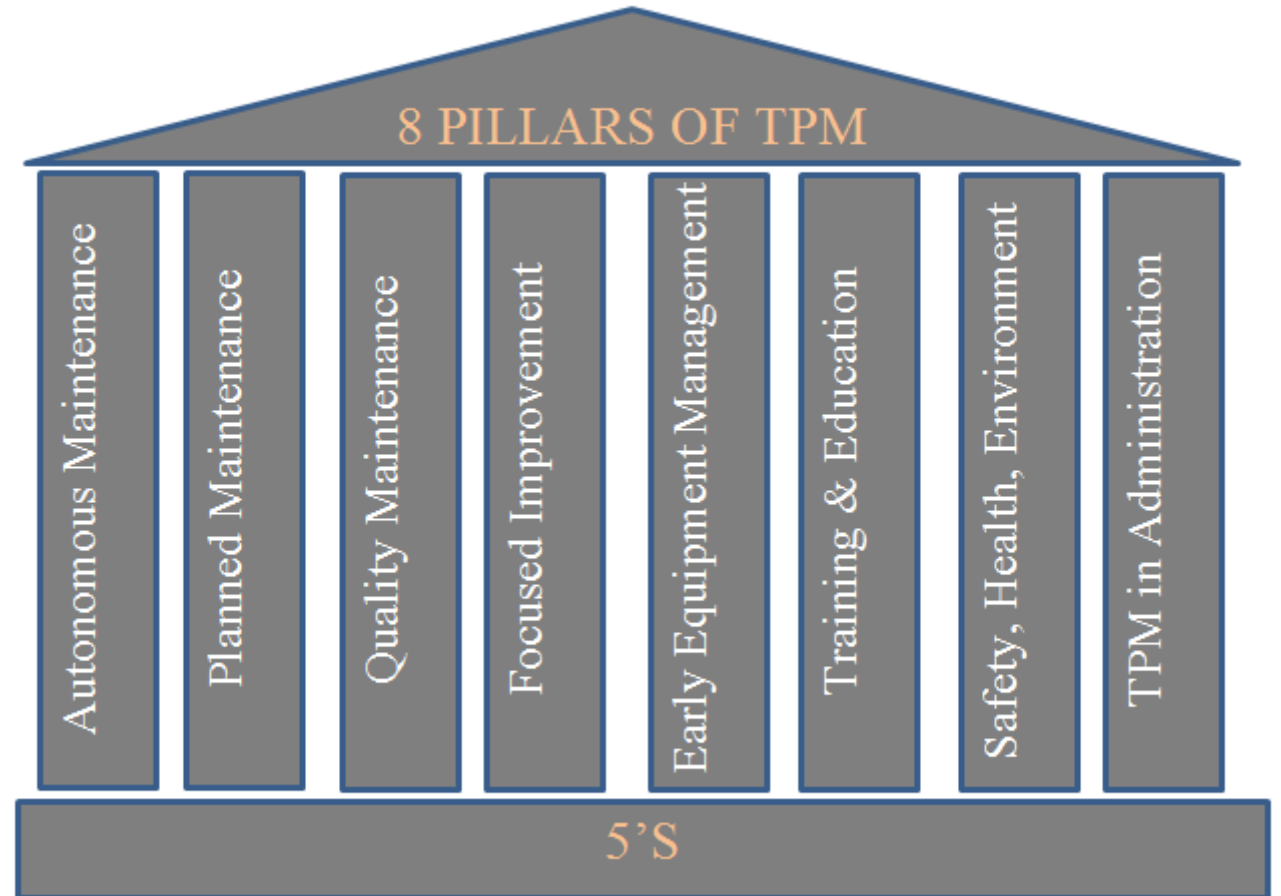 8 PILLARS OF TPM
Autonomous Maintenance
Planned Maintenance
Quality Maintenance
Focused Improvement
Early Equipment Management
Training & Education
Safety, Health, Environment
TPM in Administration
5’S